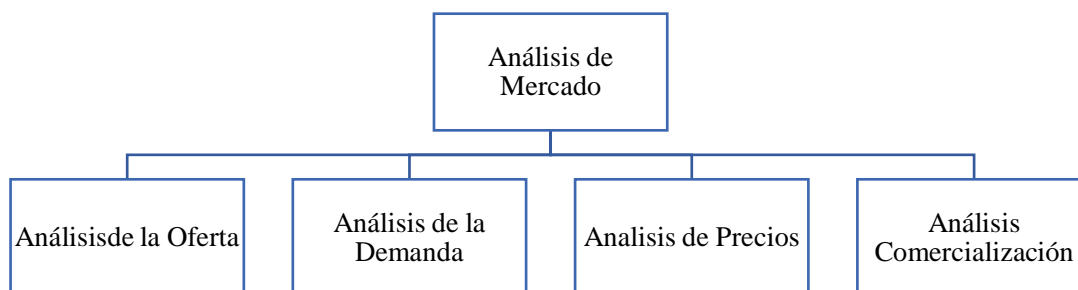 Análisis de
Mercado
Análisisde la Oferta
Análisis de la
Demanda
Analisis de Precios
Análisis
Comercialización